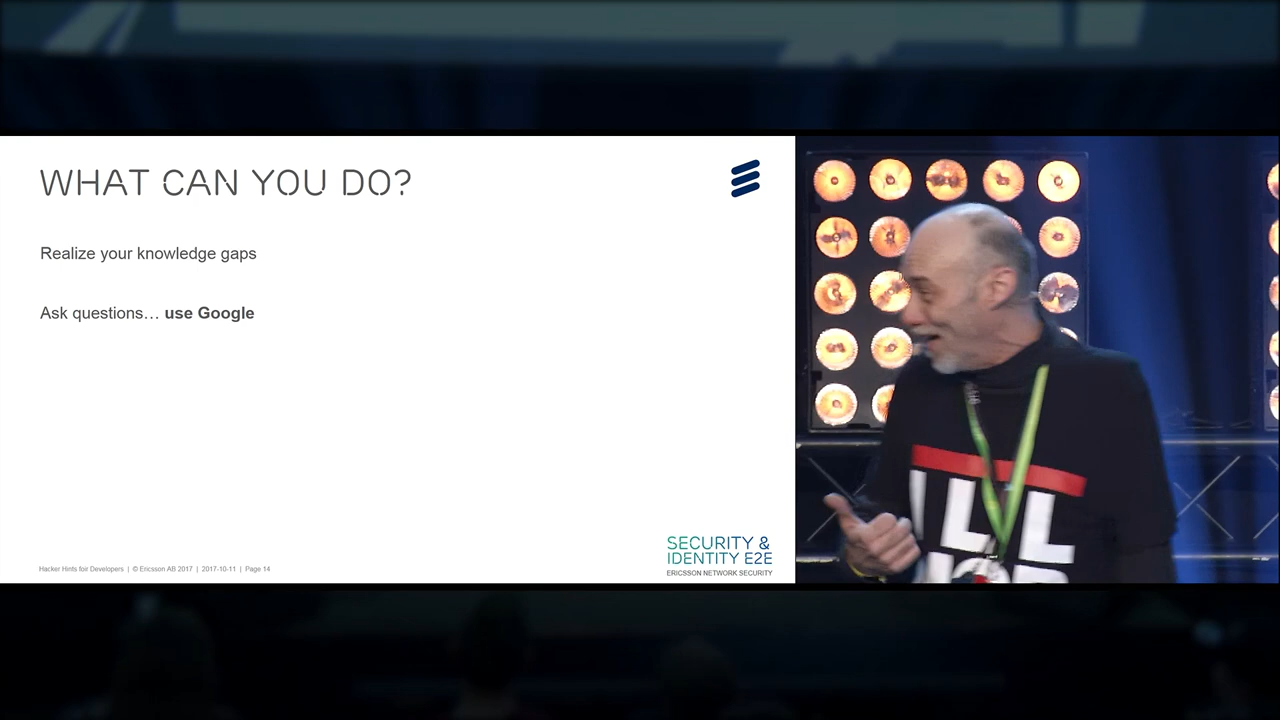 WHAT CAN YOU DO?
Realize your knowledge gaps
Ask questions… use Google
SECURITY &
IDENTITY E2E
ERICSSON NETWORK SECURITY
Hacker Hints foir Developers | © Ericsson AB 2017 | 2017-10-11 | Page 14